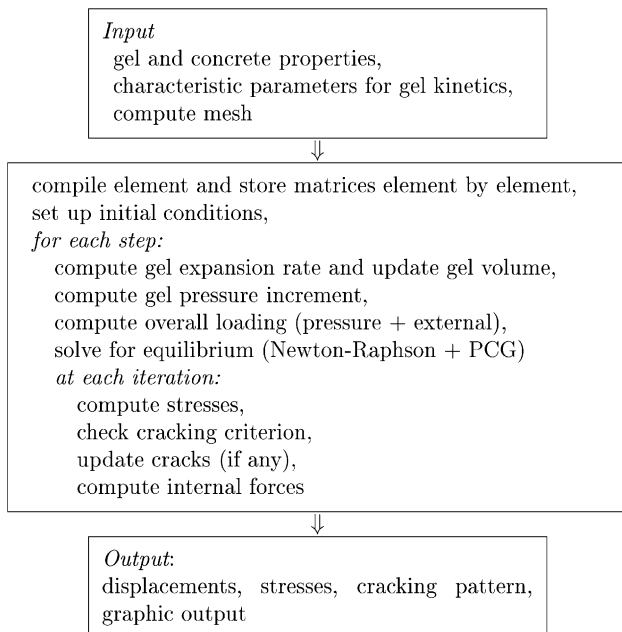 Input
gel and concrete properties,
characteristic parameters for gel kinetics,
compute mesh
⇓
compile element and store matrices element by element,
set up initial conditions,
for each step:
compute gel expansion rate and update gel volume,
compute gel pressure increment,
compute overall loading (pressure + external),
solve for equilibrium (Newton-Raphson + PCG)
at each iteration:
compute stresses,
check cracking criterion,
update cracks (if any),
compute internal forces
⇓
Output:
displacements, stresses, cracking pattern,
graphic output